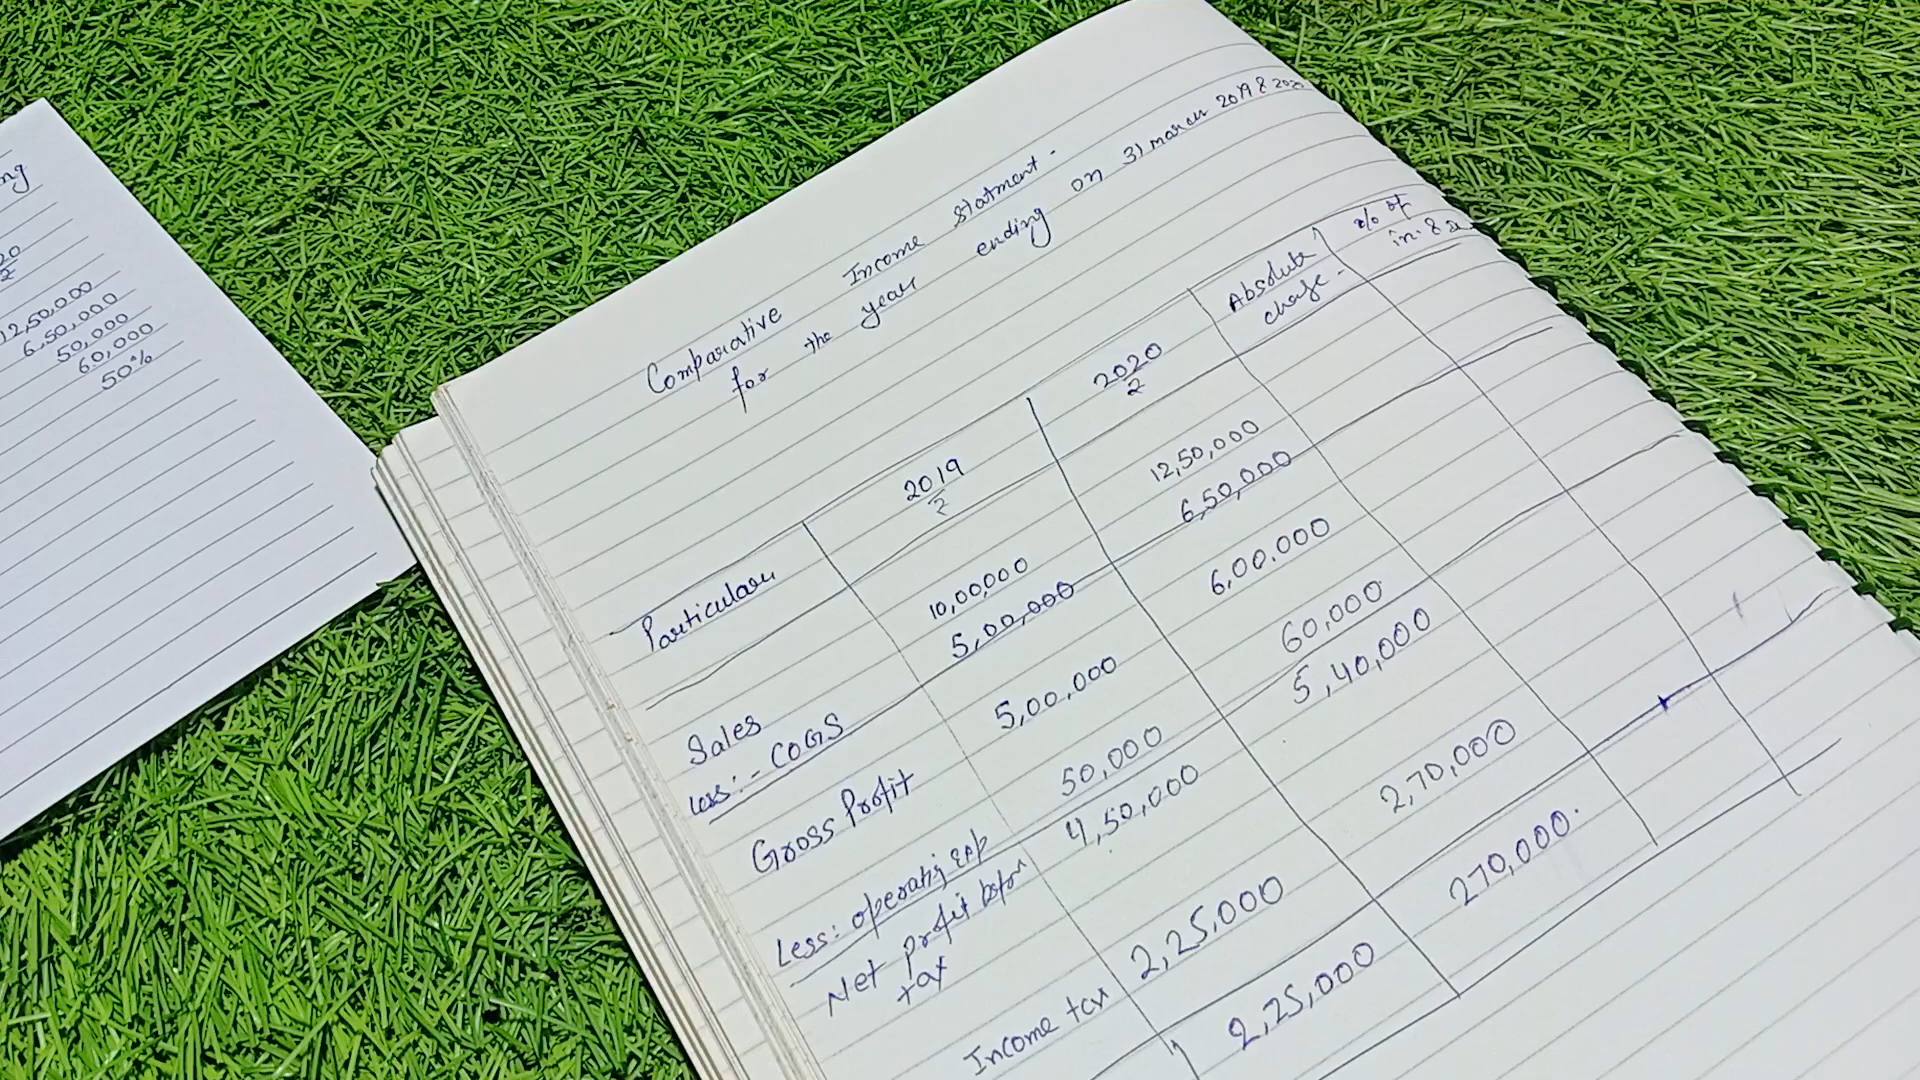 ng
20
₹
12,50,000
6,50,000
50,000
60,000
50%
Comparative Income Statment.
for the year ending on 31 march 2019 & 2020
Particulars 2019 ₹ 2020 ₹ Absolute change. % of in. &
Sales 10,00,000 12,50,000
Less:- COGS 5,00,000 6,50,000
Gross Profit 5,00,000 6,00,000
Less: operating exp 50,000 60,000
Net Profit before tax 4,50,000 5,40,000
Income tax 2,25,000 2,70,000
2,25,000 270,000.